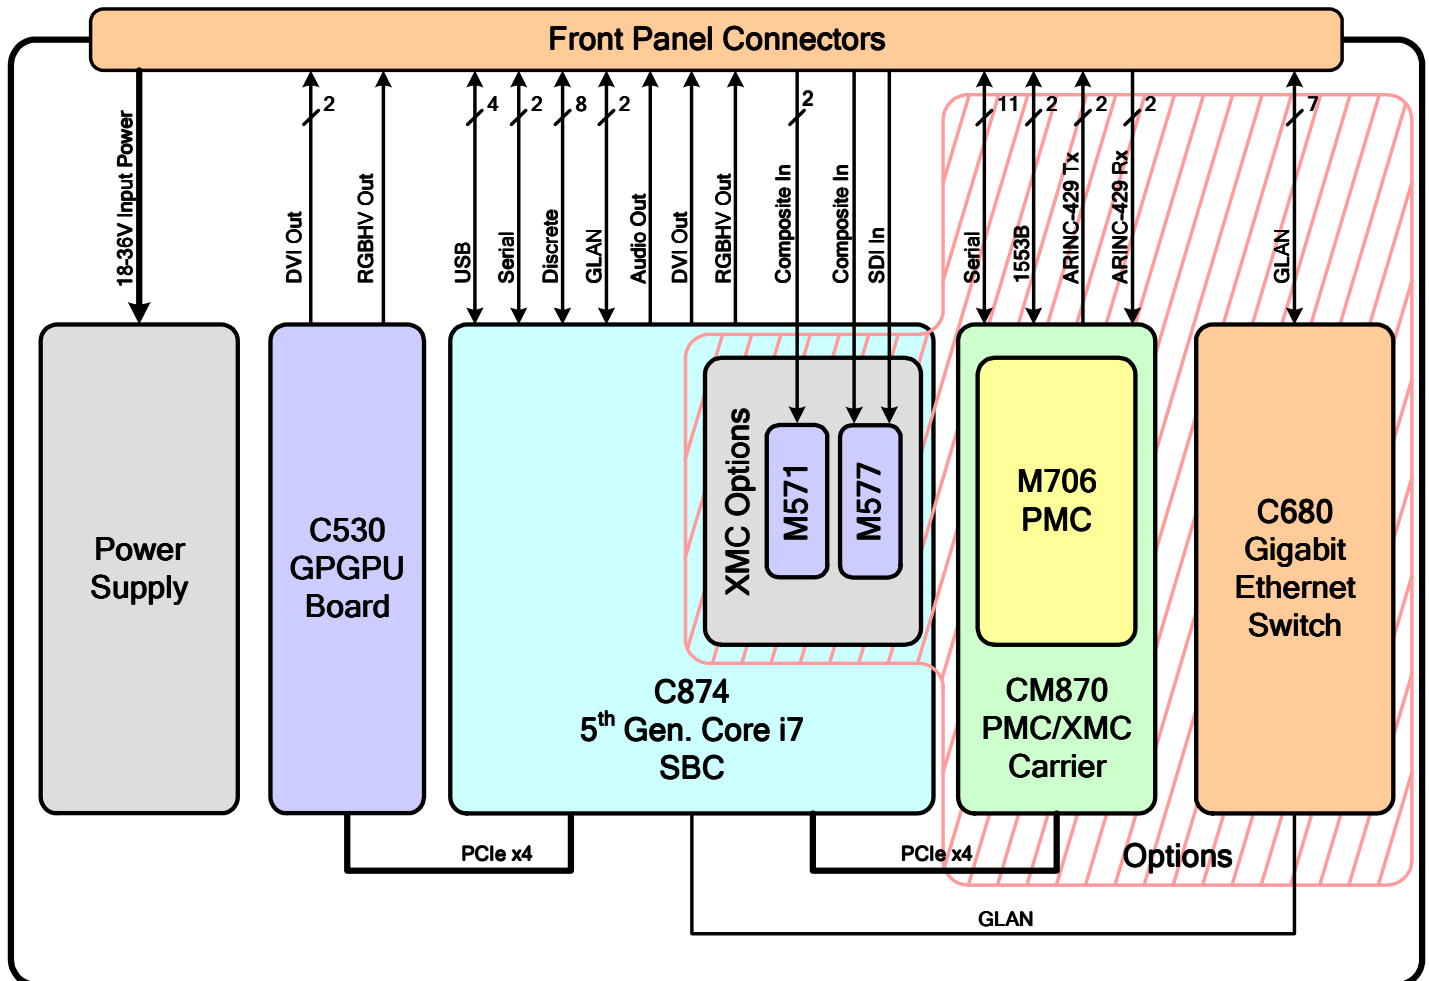 Front Panel Connectors
2
4
2
8
2
2
11
2
2
2
7
18-36V Input Power
DVI Out
RGBHV Out
USB
Serial
Discrete
GLAN
Audio Out
DVI Out
RGBHV Out
Composite In
Composite In
SDI In
Serial
1553B
ARINC-429 Tx
ARINC-429 Rx
GLAN
Power
Supply
C530
GPGPU
Board
XMC Options
M571
M577
C874
5th Gen. Core i7
SBC
M706
PMC
CM870
PMC/XMC
Carrier
C680
Gigabit
Ethernet
Switch
PCIe x4
PCIe x4
Options
GLAN